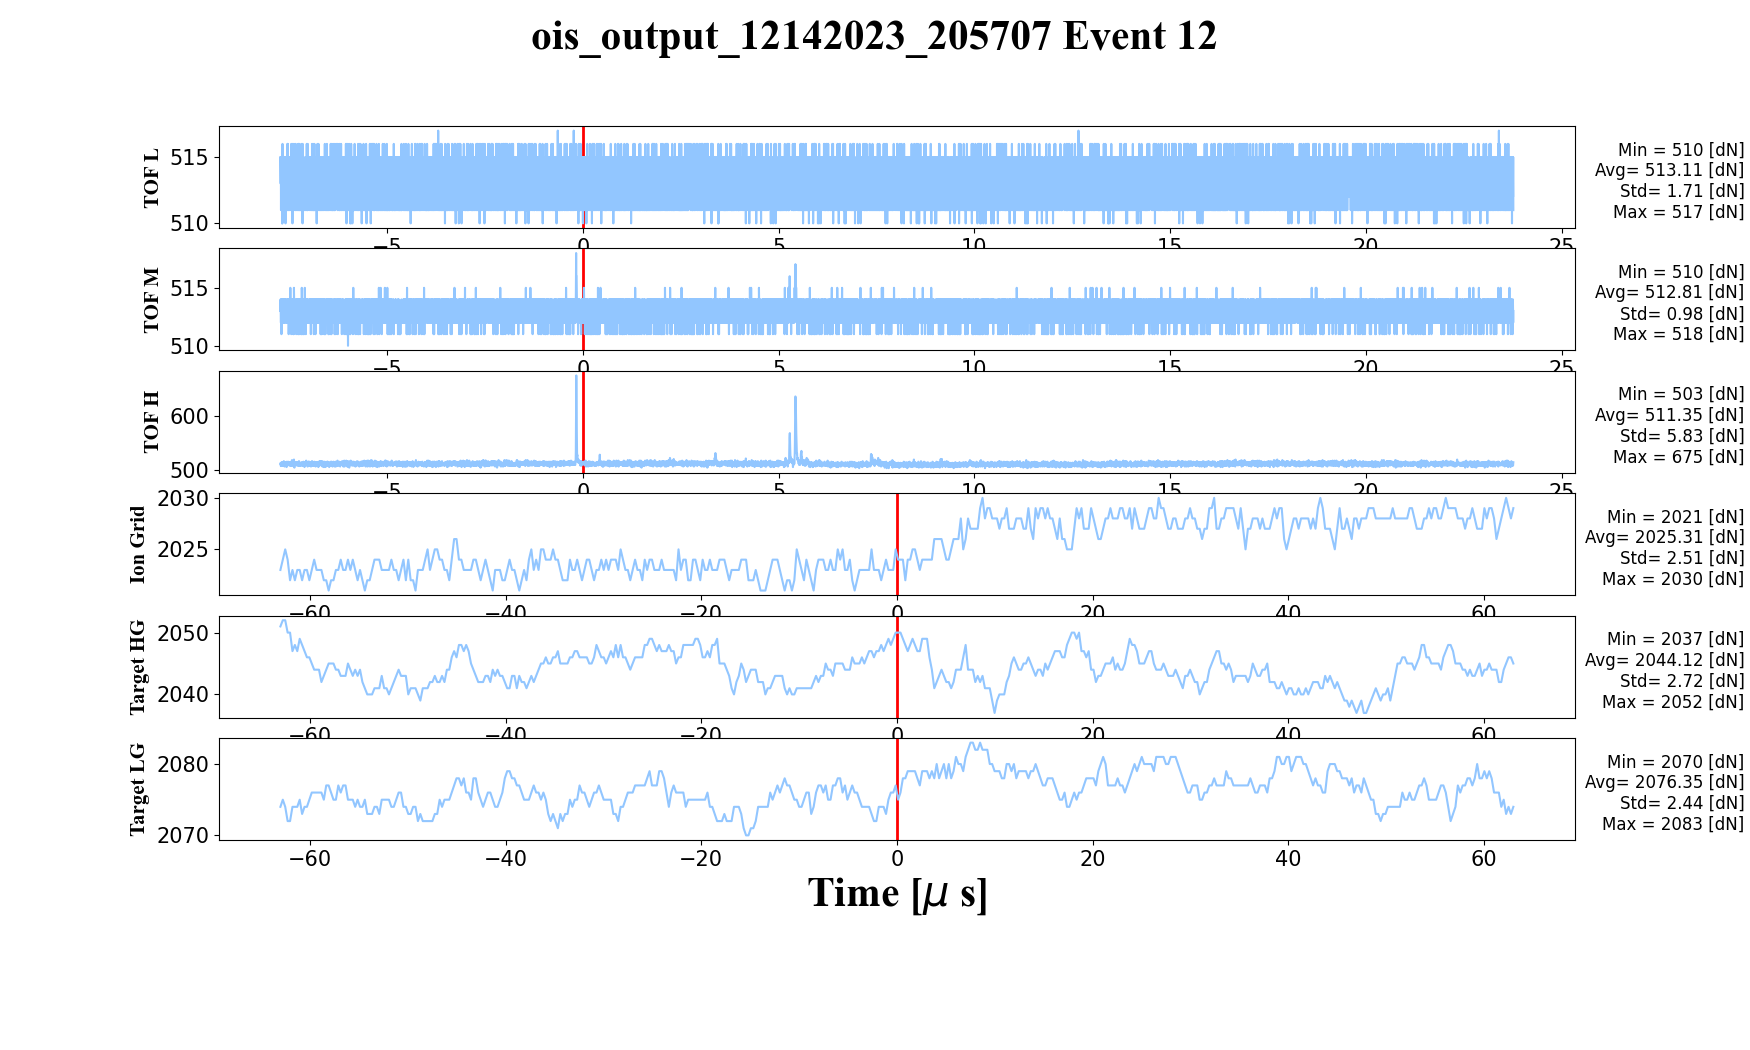 ois_output_12142023_205707 Event 12
TOF L
515
510
−5
0
5
10
15
20
25
Min = 510 [dN]
Avg= 513.11 [dN]
Std= 1.71 [dN]
Max = 517 [dN]
TOF M
515
510
−5
0
5
10
15
20
25
Min = 510 [dN]
Avg= 512.81 [dN]
Std= 0.98 [dN]
Max = 518 [dN]
TOF H
600
500
−5
0
5
10
15
20
25
Min = 503 [dN]
Avg= 511.35 [dN]
Std= 5.83 [dN]
Max = 675 [dN]
Ion Grid
2030
2025
−60
−40
−20
0
20
40
60
Min = 2021 [dN]
Avg= 2025.31 [dN]
Std= 2.51 [dN]
Max = 2030 [dN]
Target HG
2050
2040
−60
−40
−20
0
20
40
60
Min = 2037 [dN]
Avg= 2044.12 [dN]
Std= 2.72 [dN]
Max = 2052 [dN]
Target LG
2080
2070
−60
−40
−20
0
20
40
60
Min = 2070 [dN]
Avg= 2076.35 [dN]
Std= 2.44 [dN]
Max = 2083 [dN]
Time [μ s]